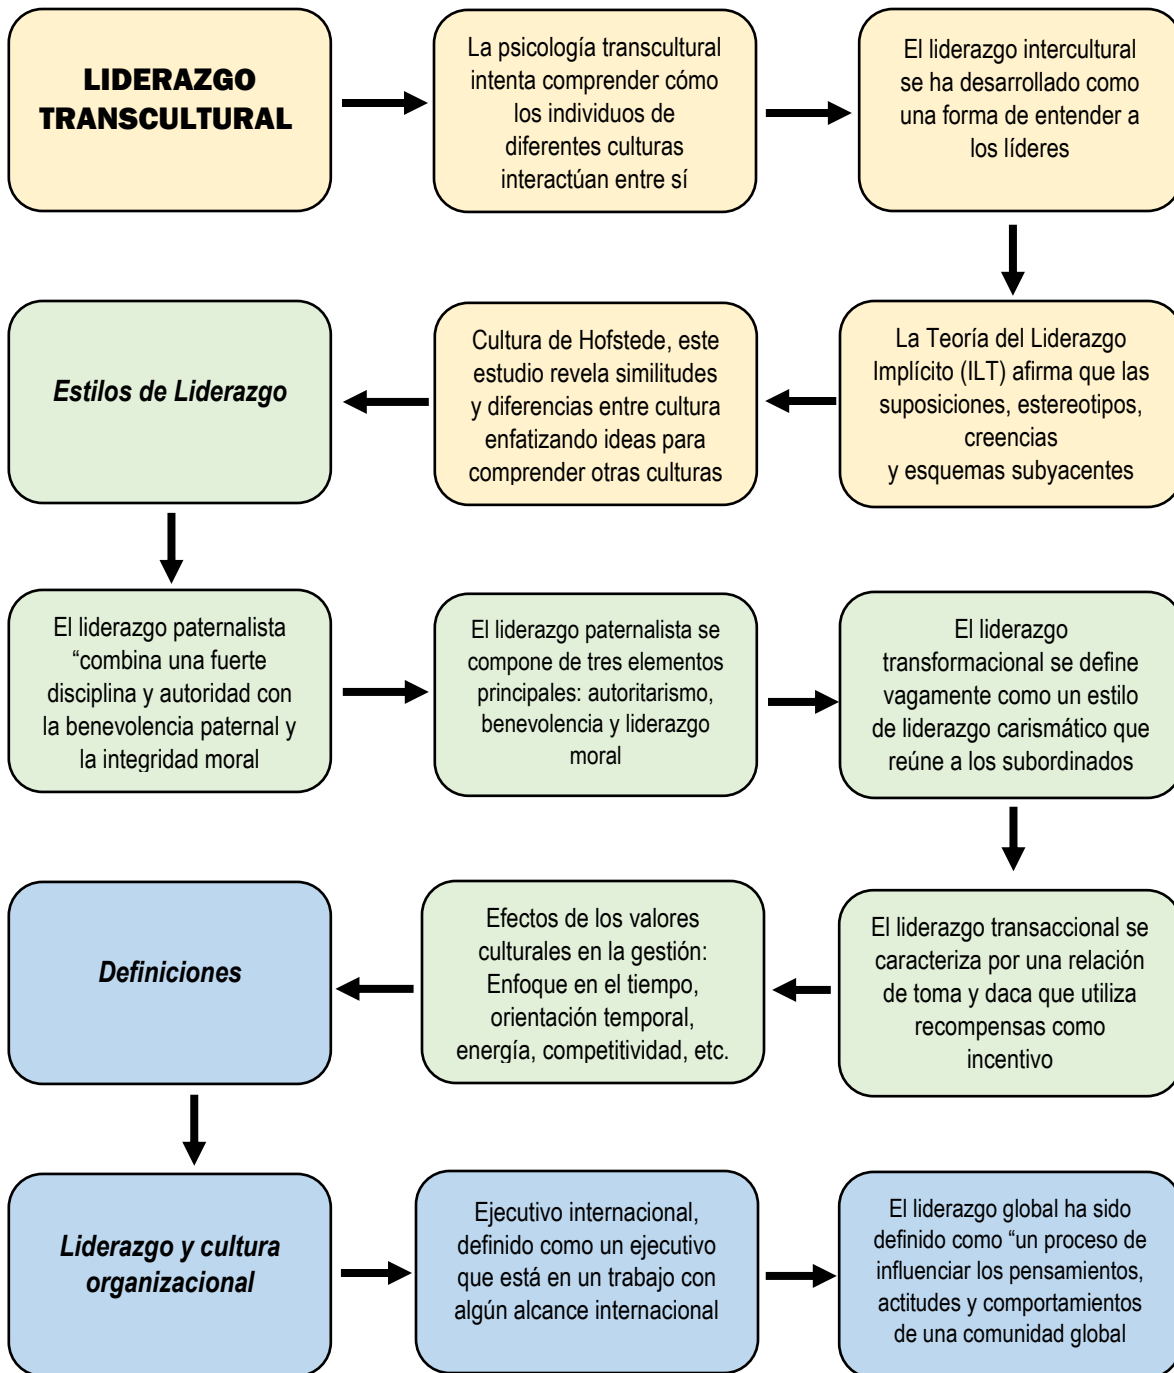 LIDERAZGO
TRANSCULTURAL
La psicología transcultural
intenta comprender cómo
los individuos de
diferentes culturas
interactúan entre sí
El liderazgo intercultural
se ha desarrollado como
una forma de entender a
los líderes
La Teoría del Liderazgo
Implícito (ILT) afirma que las
suposiciones, estereotipos,
creencias
y esquemas subyacentes
Cultura de Hofstede, este
estudio revela similitudes
y diferencias entre cultura
enfatizando ideas para
comprender otras culturas
Estilos de Liderazgo
El liderazgo paternalista
“combina una fuerte
disciplina y autoridad con
la benevolencia paternal y
la integridad moral
El liderazgo paternalista se
compone de tres elementos
principales: autoritarismo,
benevolencia y liderazgo
moral
El liderazgo
transformacional se define
vagamente como un estilo
de liderazgo carismático que
reúne a los subordinados
El liderazgo transaccional se
caracteriza por una relación
de toma y daca que utiliza
recompensas como
incentivo
Efectos de los valores
culturales en la gestión:
Enfoque en el tiempo,
orientación temporal,
energía, competitividad, etc.
Definiciones
Liderazgo y cultura
organizacional
Ejecutivo internacional,
definido como un ejecutivo
que está en un trabajo con
algún alcance internacional
El liderazgo global ha sido
definido como “un proceso de
influenciar los pensamientos,
actitudes y comportamientos
de una comunidad global